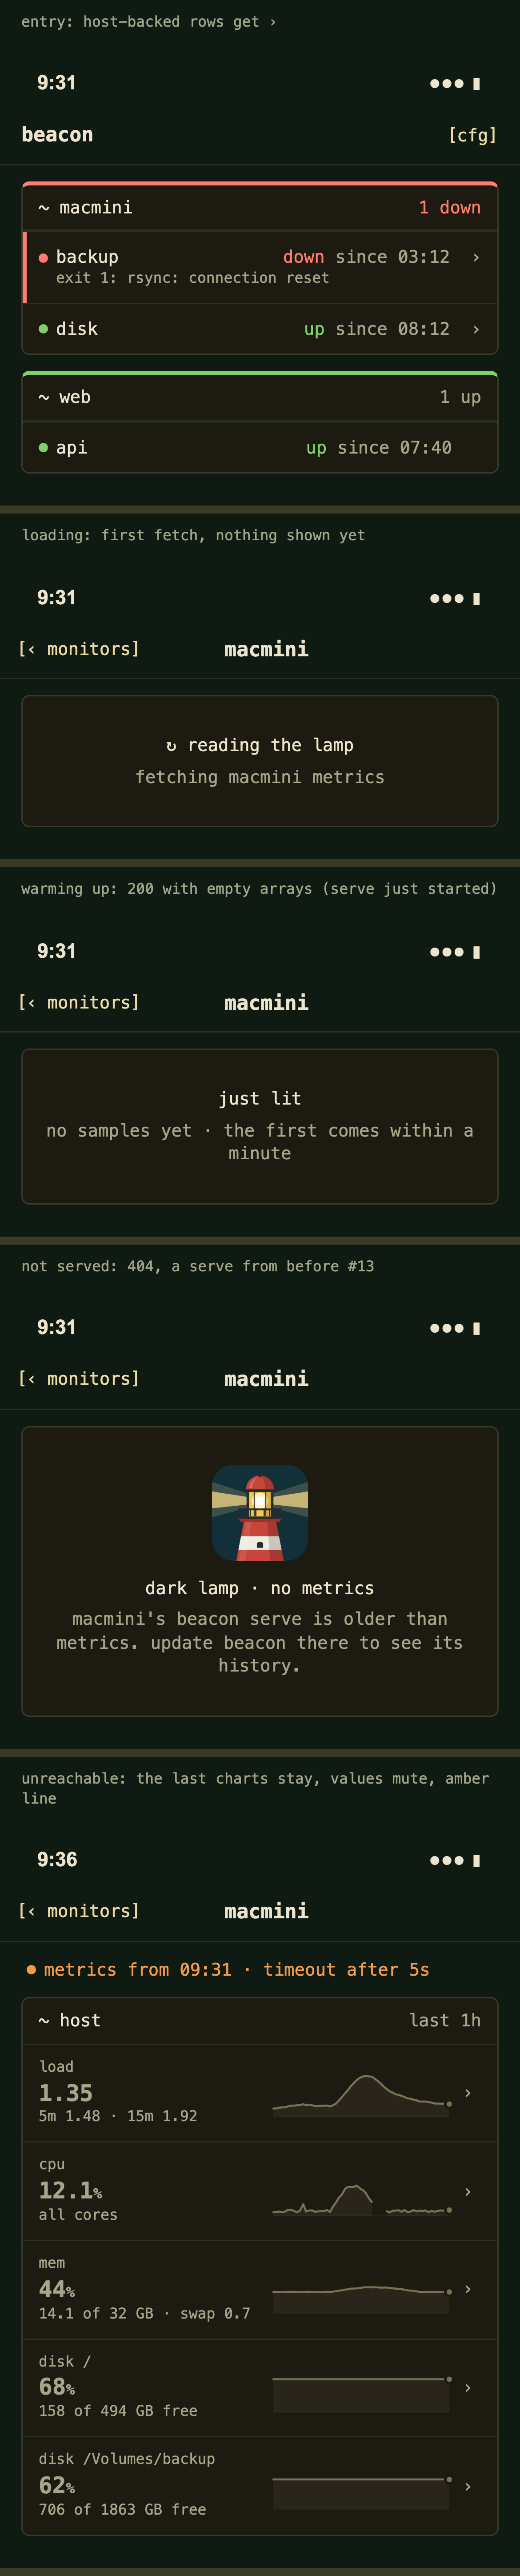 entry: host-backed rows get ›
9:31
beacon [cfg]
~ macmini 1 down
backup down since 03:12 ›
exit 1: rsync: connection reset
disk up since 08:12 ›
~ web 1 up
api up since 07:40
loading: first fetch, nothing shown yet
9:31
[‹ monitors] macmini
↻ reading the lamp
fetching macmini metrics
warming up: 200 with empty arrays (serve just started)
9:31
[‹ monitors] macmini
just lit
no samples yet · the first comes within a
minute
not served: 404, a serve from before #13
9:31
[‹ monitors] macmini
dark lamp · no metrics
macmini's beacon serve is older than
metrics. update beacon there to see its
history.
unreachable: the last charts stay, values mute, amber
line
9:36
[‹ monitors] macmini
metrics from 09:31 · timeout after 5s
~ host last 1h
load
1.35 ›
5m 1.48 · 15m 1.92
cpu
12.1% ›
all cores
mem
44% ›
14.1 of 32 GB · swap 0.7
disk /
68% ›
158 of 494 GB free
disk /Volumes/backup
62% ›
706 of 1863 GB free